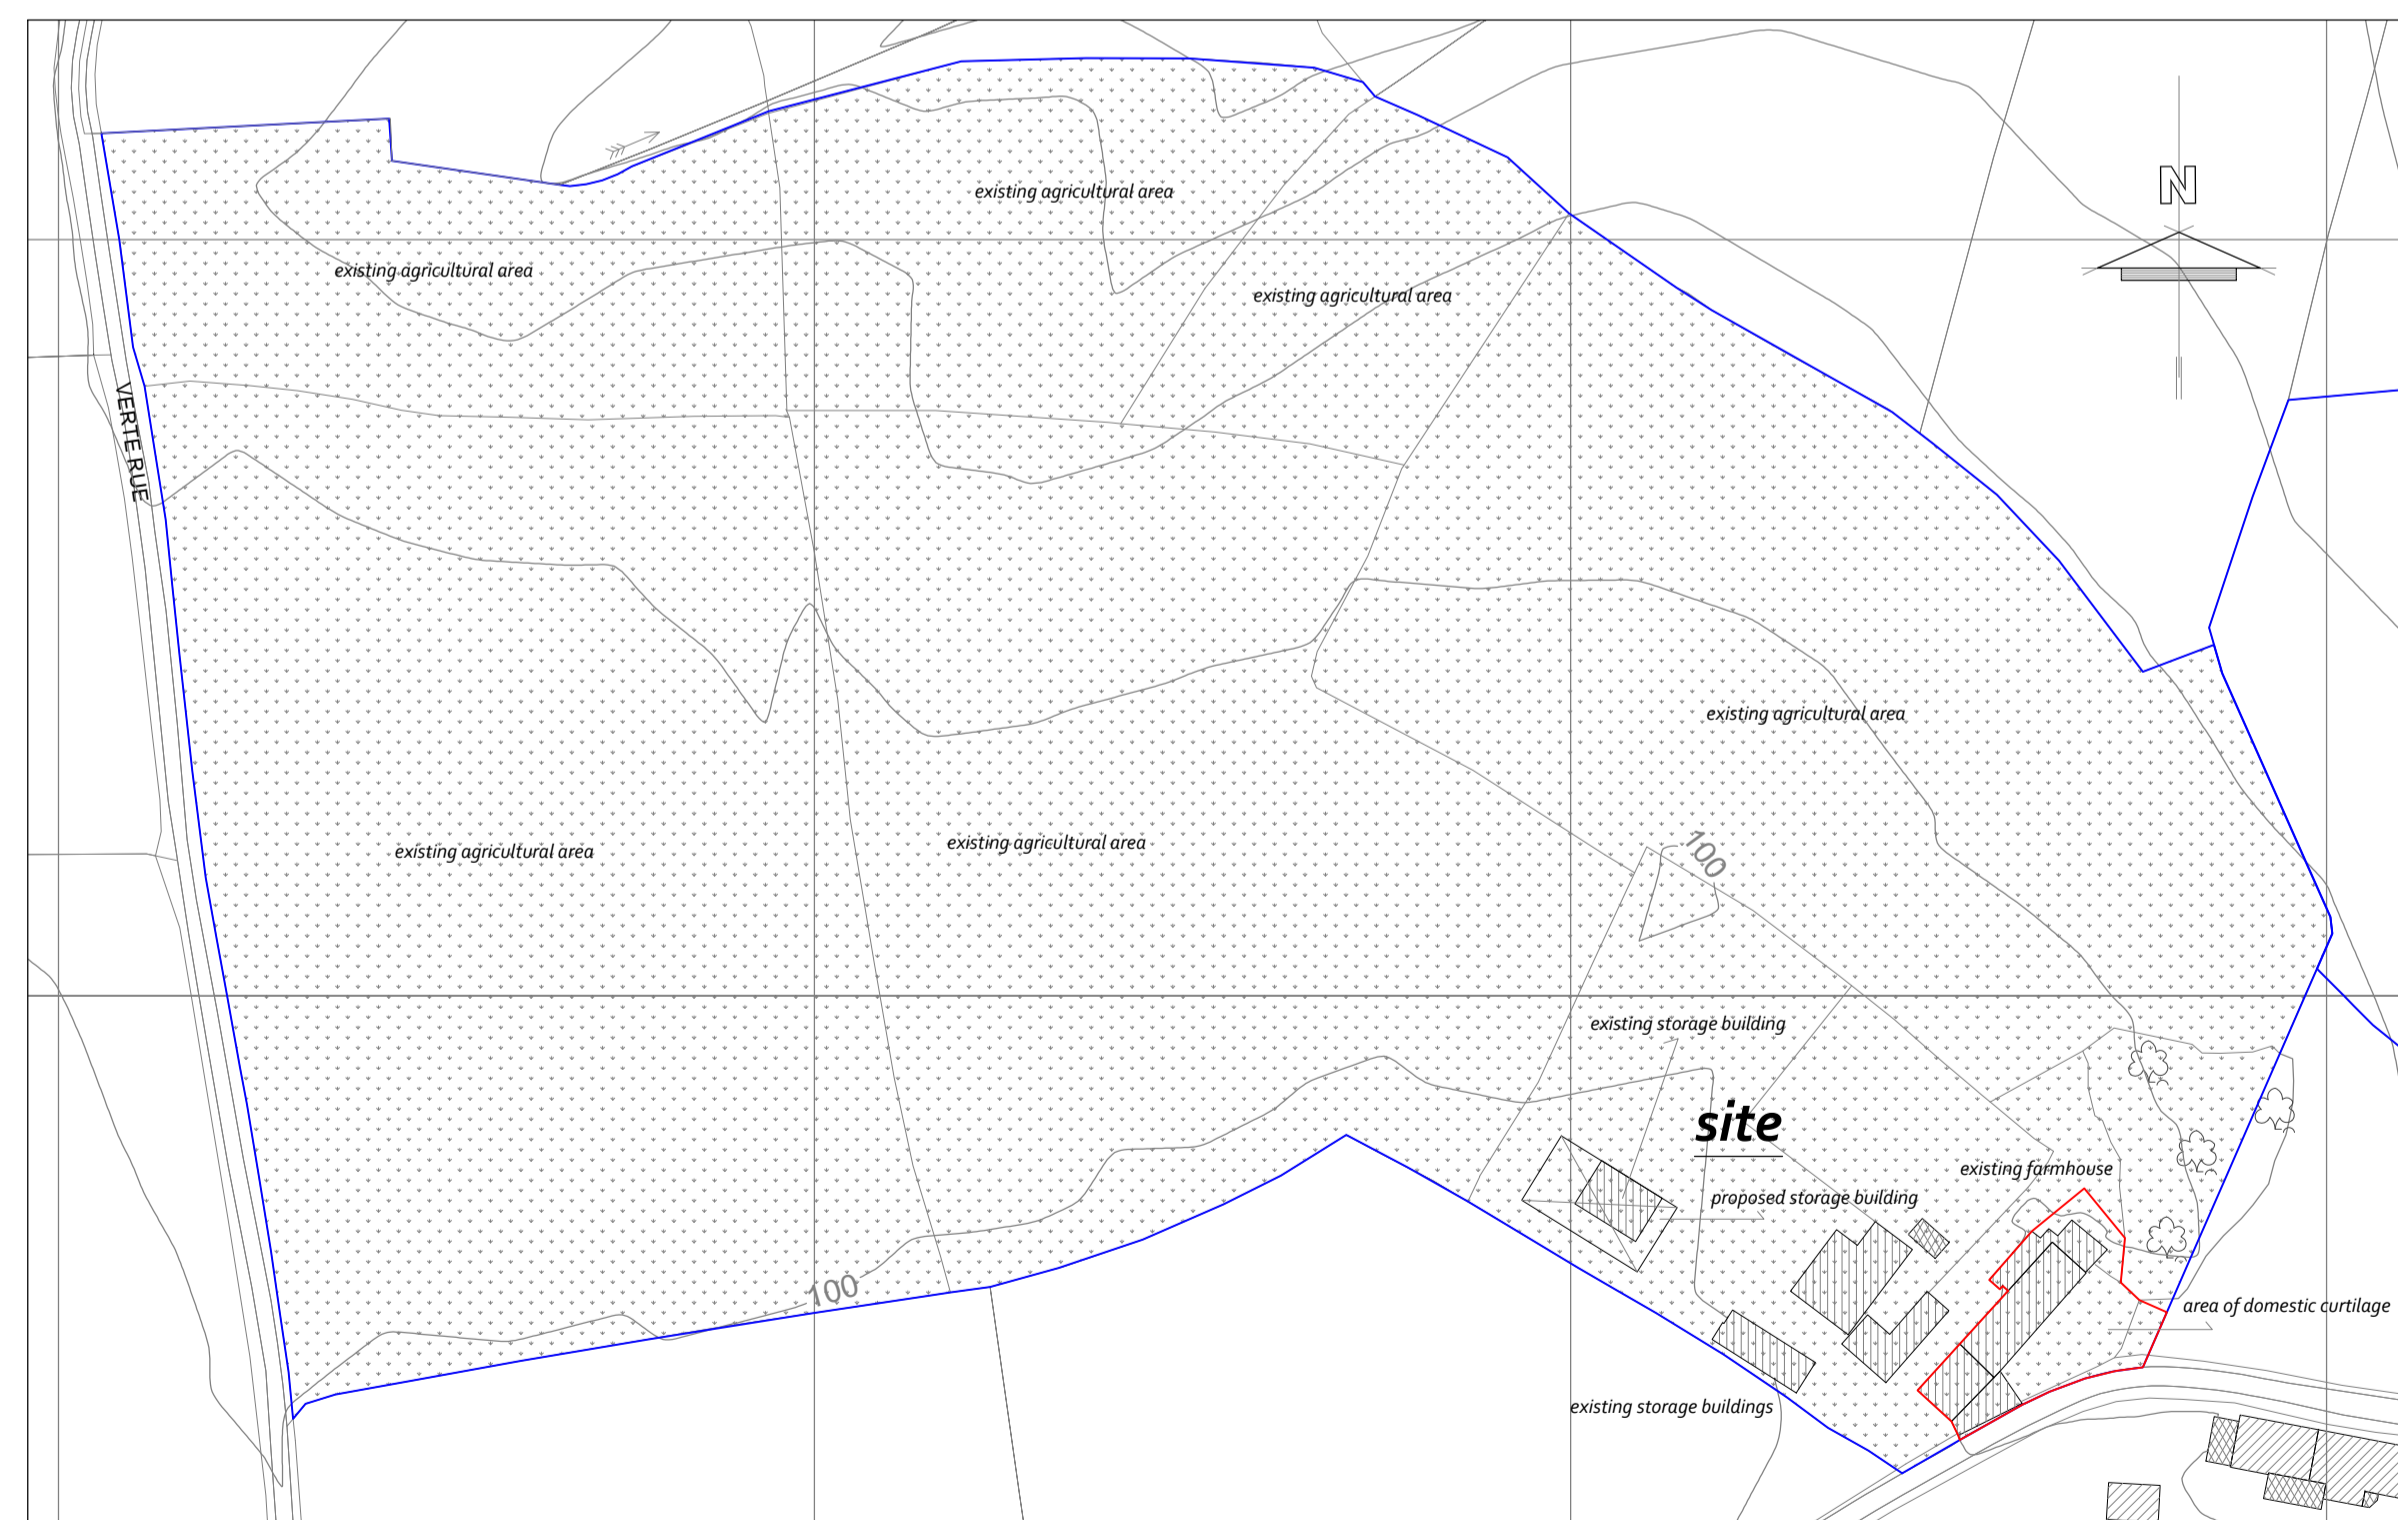 existing agricultural area
N
existing agricultural area
existing agricultural area
VERTE RUE
existing agricultural area
existing agricultural area
existing agricultural area
100
existing storage building
site
existing farmhouse
proposed storage building
100
area of domestic curtilage
existing storage buildings